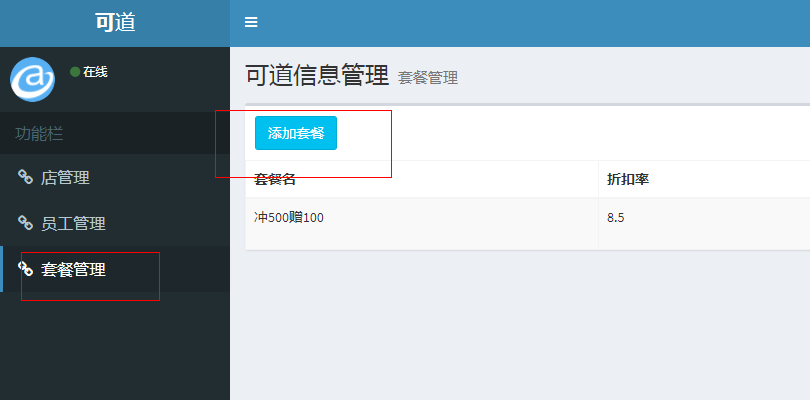 可道
在线
功能栏
店管理
员工管理
套餐管理
可道信息管理 套餐管理
添加套餐
套餐名 折扣率
冲500赠100 8.5